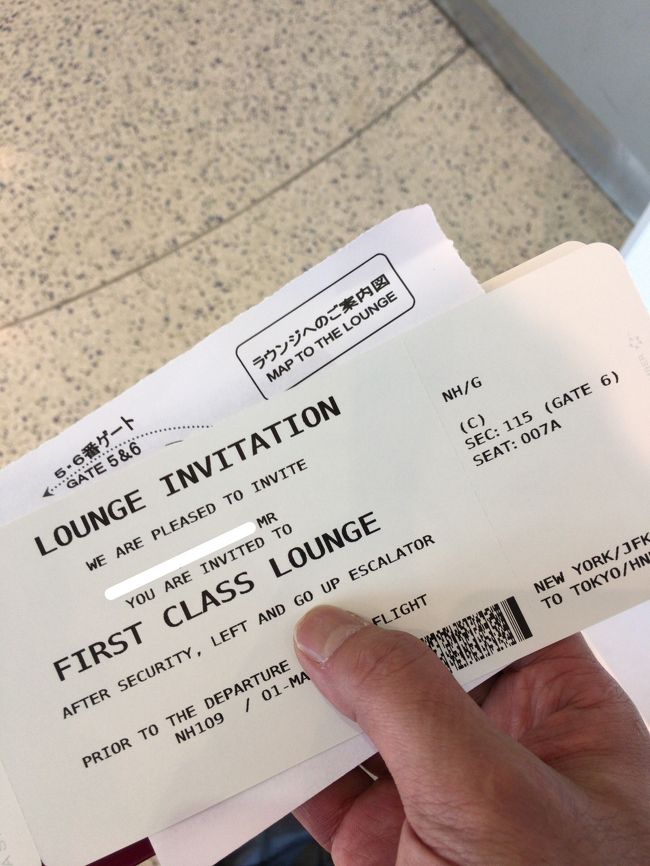 ラウンジへのご案内図
MAP TO THE LOUNGE
5・6番ゲート
GATE 5&6
LOUNGE INVITATION
WE ARE PLEASED TO INVITE
MR
YOU ARE INVITED TO
FIRST CLASS LOUNGE
AFTER SECURITY, LEFT AND GO UP ESCALATOR
PRIOR TO THE DEPARTURE FLIGHT
NH109 / 01-MA
NH/G
(C)
SEC: 115 (GATE 6)
SEAT: 007A
NEW YORK/JFK
TO TOKYO/HN